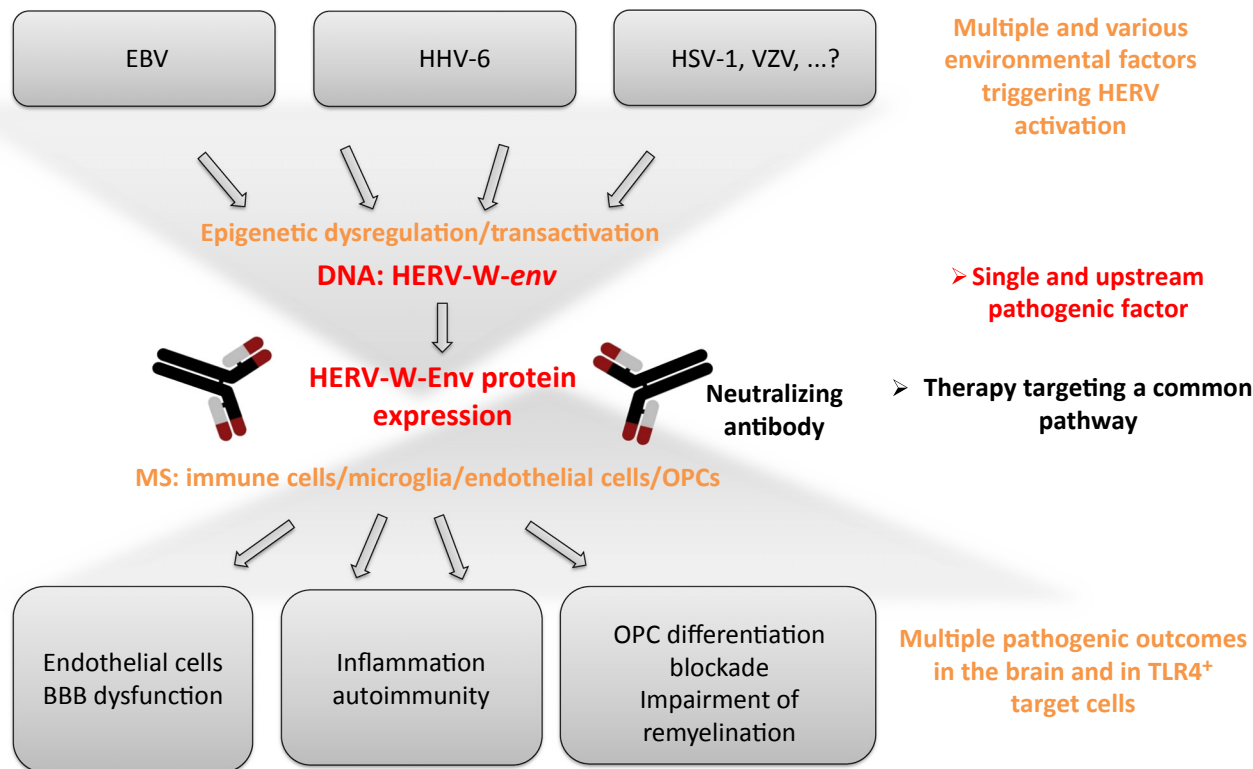 EBV
HHV-6
HSV-1, VZV, ...?
Multiple and various
environmental factors
triggering HERV
activation
Epigenetic dysregulation/transactivation
DNA: HERV-W-env
➢ Single and upstream
pathogenic factor
HERV-W-Env protein
expression
Neutralizing
antibody
➢ Therapy targeting a common
pathway
MS: immune cells/microglia/endothelial cells/OPCs
Endothelial cells
BBB dysfunction
Inflammation
autoimmunity
OPC differentiation
blockade
Impairment of
remyelination
Multiple pathogenic outcomes
in the brain and in TLR4⁺
target cells